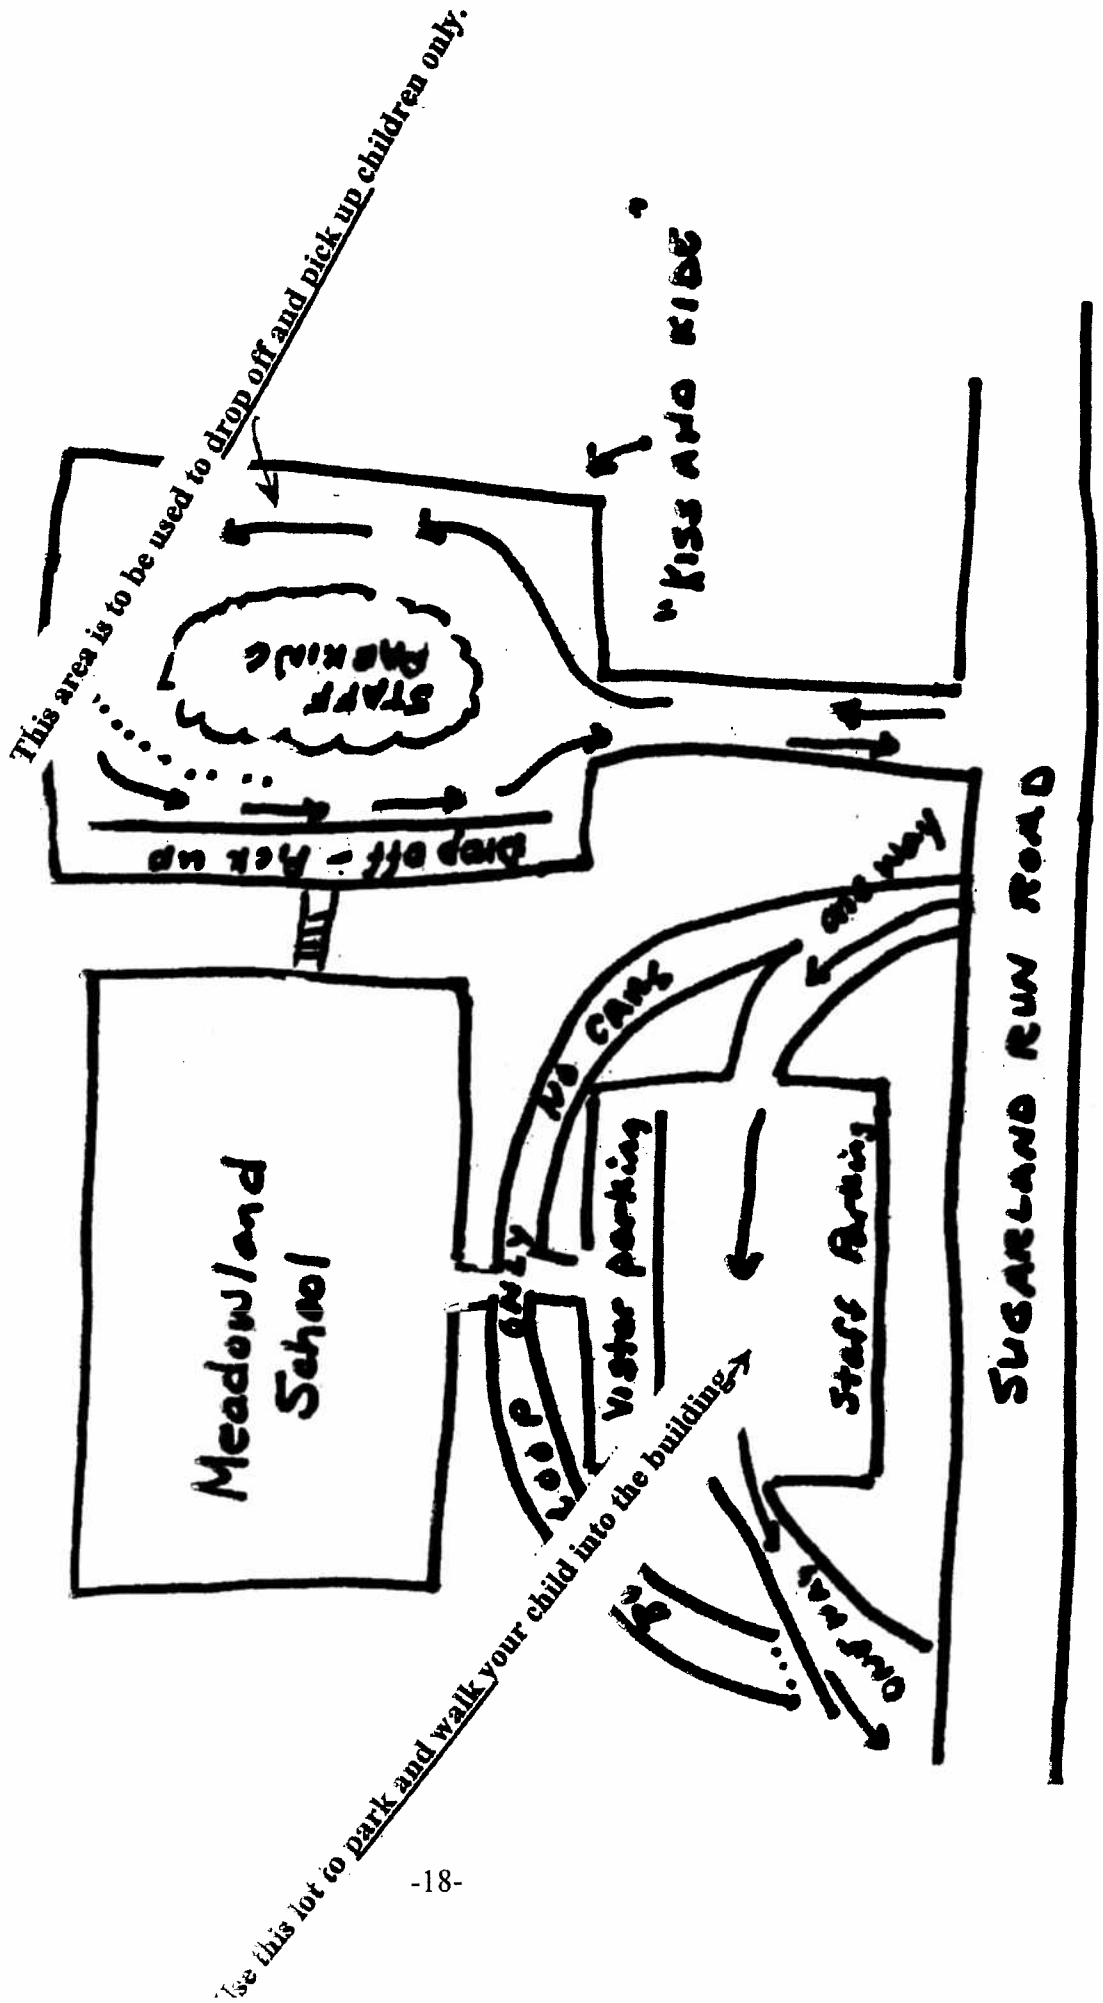 This area is to be used to drop off and pick up children only.
"KISS AND RIDE"
STAFF
PARKING
Drop off - Pick up
one way
NO CARS
Meadowland
School
ONLY
LOOP
Visitor parking
Staff Parking
ONE WAY
SUGARLAND RUN ROAD
Use this lot to park and walk your child into the building
-18-